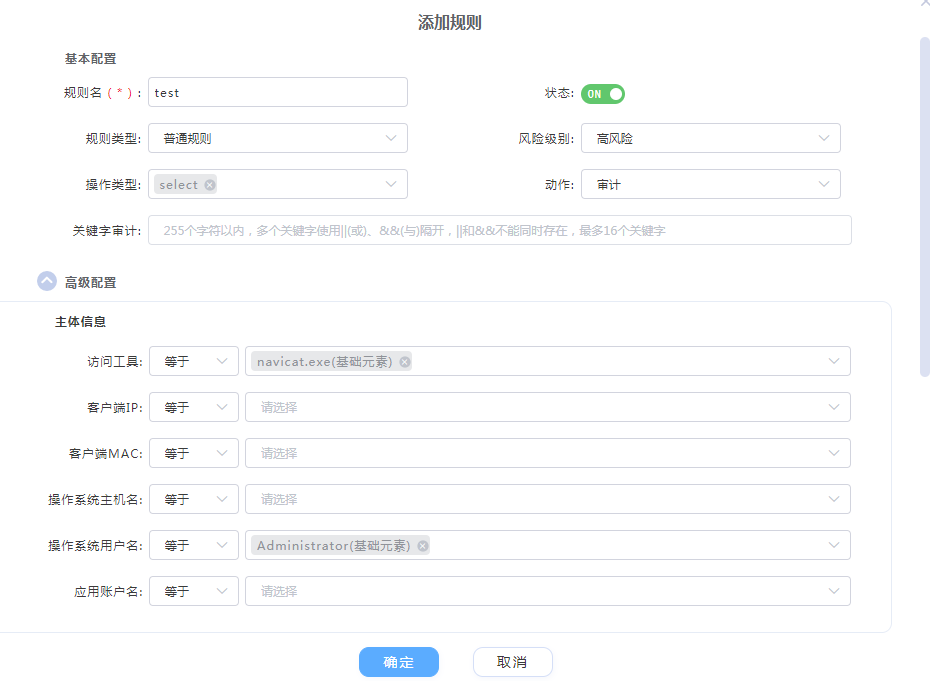 添加规则
基本配置
规则名 ( * ) : test 状态: ON
规则类型: 普通规则 风险级别: 高风险
操作类型: select 动作: 审计
关键字审计: 255个字符以内，多个关键字使用||(或)、&&(与)隔开，||和&&不能同时存在，最多16个关键字
高级配置
主体信息
访问工具: 等于 navicat.exe(基础元素)
客户端IP: 等于 请选择
客户端MAC: 等于 请选择
操作系统主机名: 等于 请选择
操作系统用户名: 等于 Administrator(基础元素)
应用账户名: 等于 请选择
确定 取消